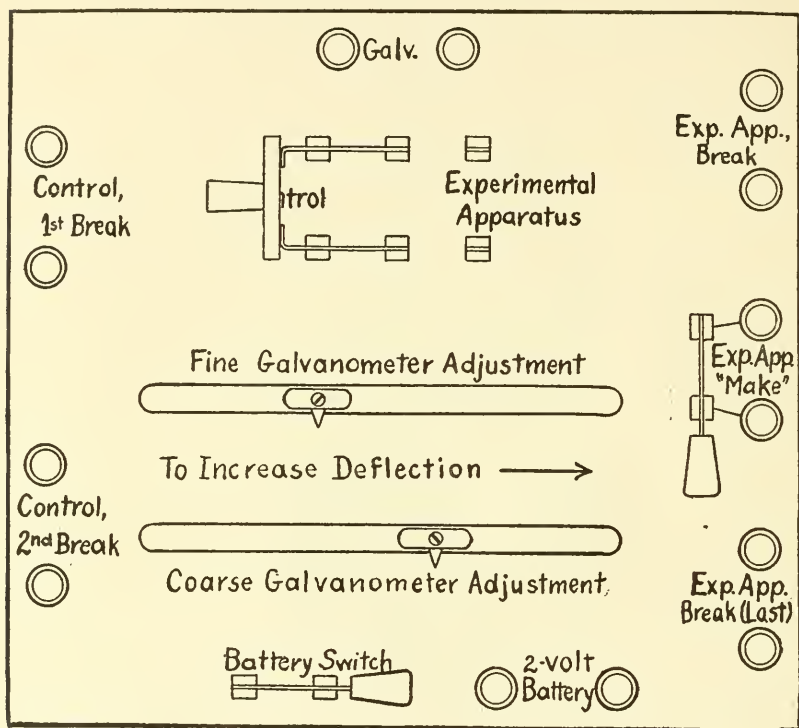 Galv.
Exp. App.,
Break
Control,
1st Break
trol
Experimental
Apparatus
Fine Galvanometer Adjustment
Exp. App.
"Make"
To Increase Deflection
Control,
2nd Break
Coarse Galvanometer Adjustment
Exp. App.
Break (Last)
Battery Switch
2-volt
Battery